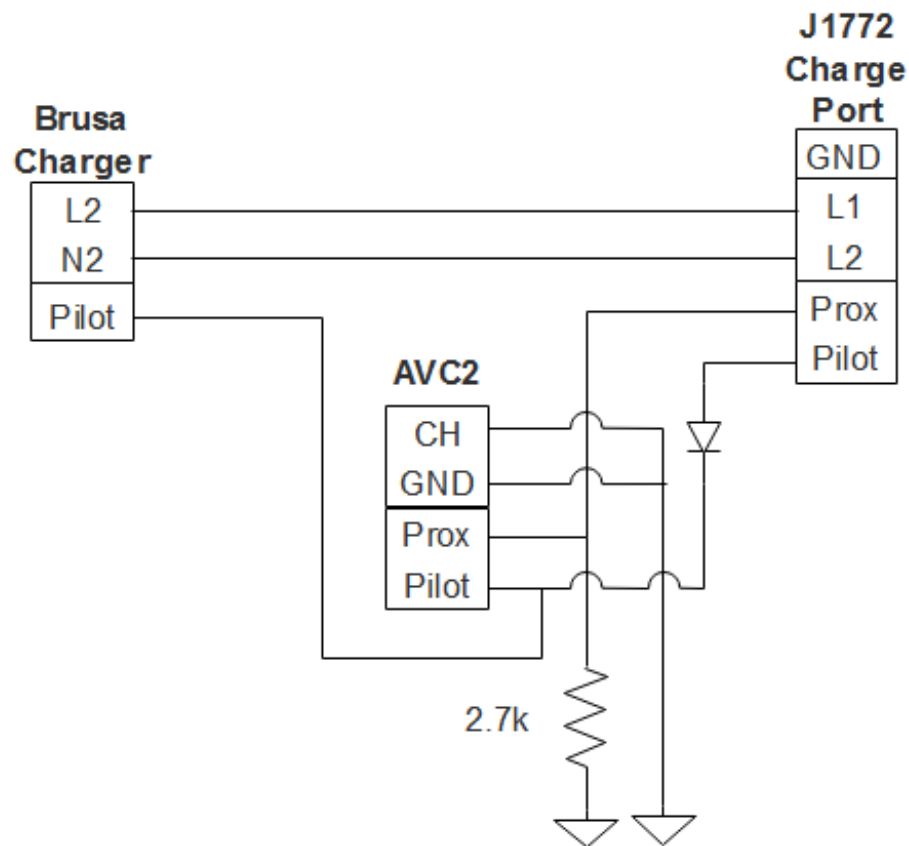 J1772
Charge
Port
Brusa
Charger
GND
L2
L1
N2
L2
Pilot
Prox
Pilot
AVC2
CH
GND
Prox
Pilot
2.7k